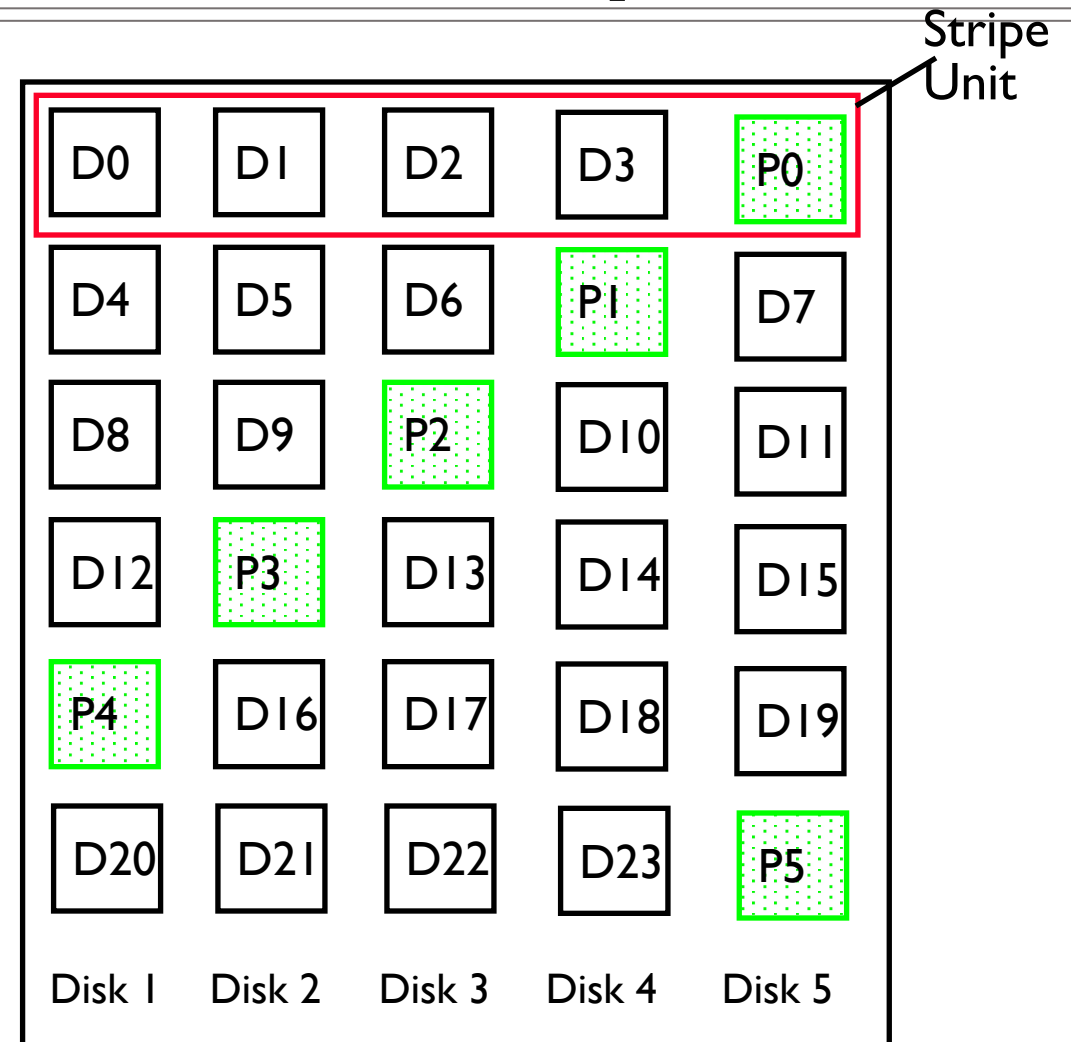 Stripe
Unit
D0 D1 D2 D3 P0
D4 D5 D6 P1 D7
D8 D9 P2 D10 D11
D12 P3 D13 D14 D15
P4 D16 D17 D18 D19
D20 D21 D22 D23 P5
Disk 1 Disk 2 Disk 3 Disk 4 Disk 5